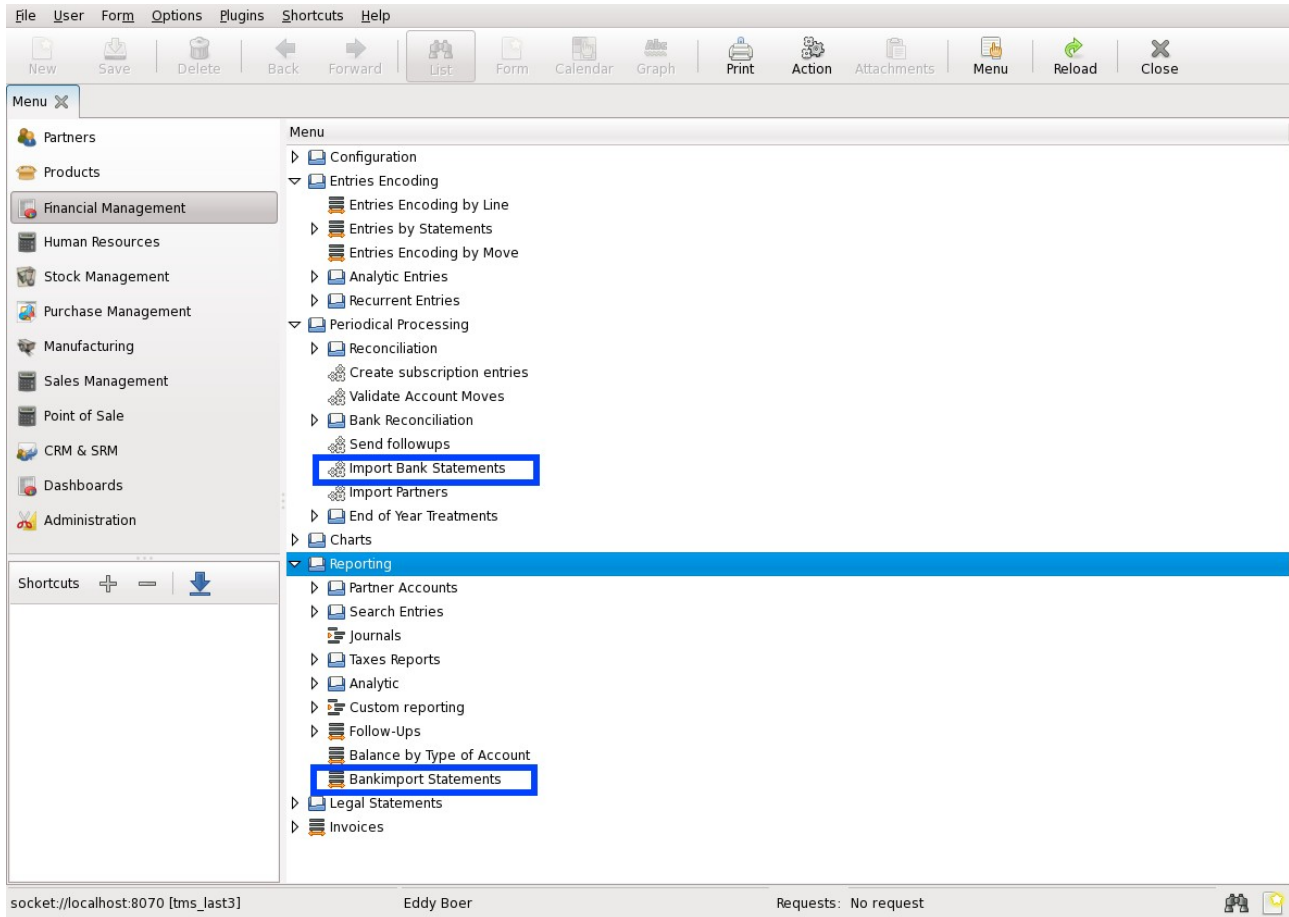 File User Form Options Plugins Shortcuts Help
New Save Delete Back Forward List Form Calendar Graph Print Action Attachments Menu Reload Close
Menu
Partners
Products
Financial Management
Human Resources
Stock Management
Purchase Management
Manufacturing
Sales Management
Point of Sale
CRM & SRM
Dashboards
Administration
Shortcuts
Menu
Configuration
Entries Encoding
Entries Encoding by Line
Entries by Statements
Entries Encoding by Move
Analytic Entries
Recurrent Entries
Periodical Processing
Reconciliation
Create subscription entries
Validate Account Moves
Bank Reconciliation
Send followups
Import Bank Statements
Import Partners
End of Year Treatments
Charts
Reporting
Partner Accounts
Search Entries
Journals
Taxes Reports
Analytic
Custom reporting
Follow-Ups
Balance by Type of Account
Bankimport Statements
Legal Statements
Invoices
socket://localhost:8070 [tms_last3] Eddy Boer Requests: No request